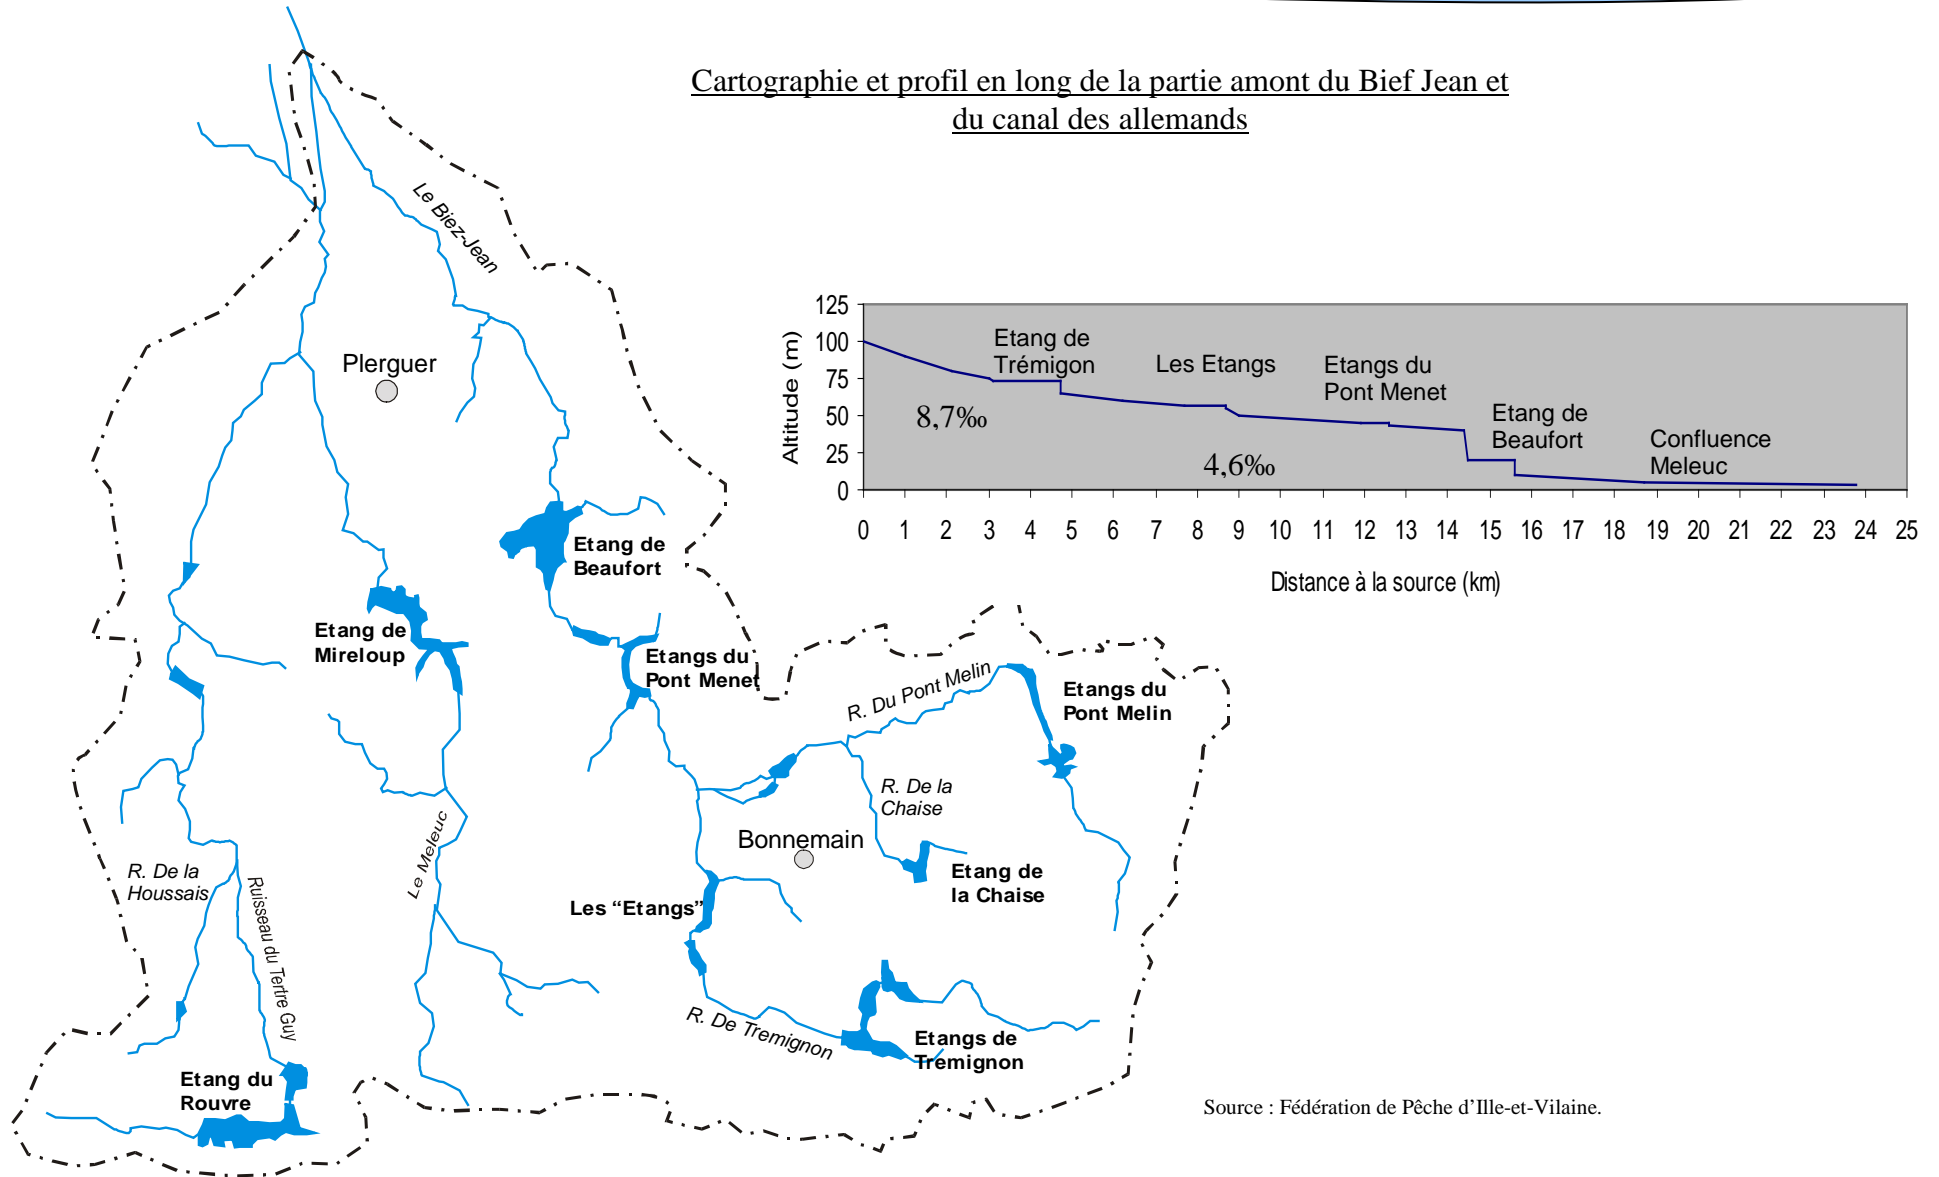 Cartographie et profil en long de la partie amont du Bief Jean et
du canal des allemands
Le Biez-Jean
Plerguer
Etang de
Beaufort
Etang de
Mireloup
Etangs du
Pont Menet
R. Du Pont Melin
Etangs du
Pont Melin
R. De la
Chaise
Bonnemain
Etang de
la Chaise
R. De la
Houssais
Ruisseau du Tertre Guy
Le Meleuc
Les “Etangs”
R. De Tremignon
Etangs de
Tremignon
Etang du
Rouvre
Altitude (m)
125
100
75
50
25
0
Etang de
Trémigon
Les Etangs
Etangs du
Pont Menet
Etang de
Beaufort
Confluence
Meleuc
8,7‰
4,6‰
0 1 2 3 4 5 6 7 8 9 10 11 12 13 14 15 16 17 18 19 20 21 22 23 24 25
Distance à la source (km)
Source : Fédération de Pêche d’Ille-et-Vilaine.